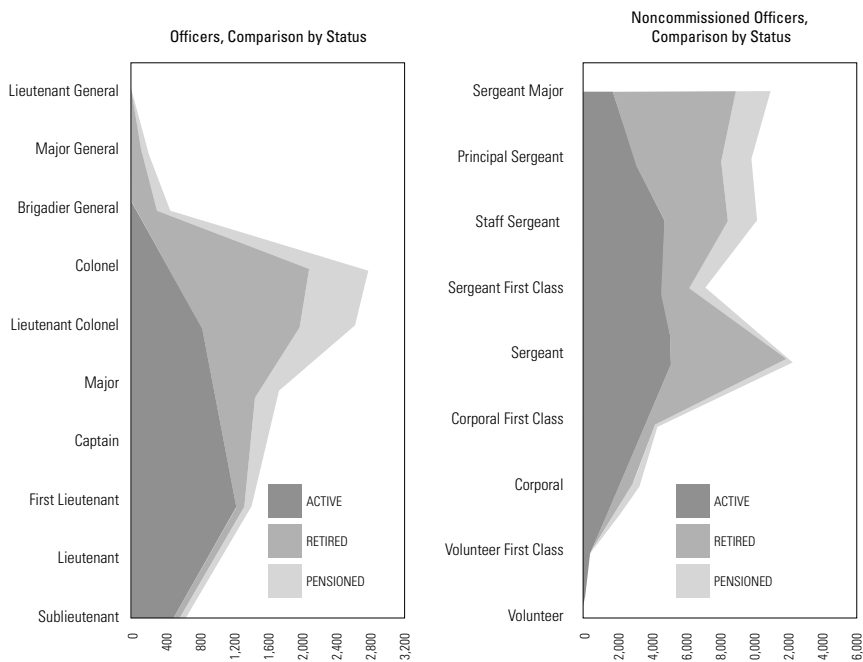 Officers, Comparison by Status
Lieutenant General
Major General
Brigadier General
Colonel
Lieutenant Colonel
Major
Captain
First Lieutenant
Lieutenant
Sublieutenant
ACTIVE
RETIRED
PENSIONED
0
400
800
1,200
1,600
2,000
2,400
2,800
3,200
Noncommissioned Officers,
Comparison by Status
Sergeant Major
Principal Sergeant
Staff Sergeant
Sergeant First Class
Sergeant
Corporal First Class
Corporal
Volunteer First Class
Volunteer
ACTIVE
RETIRED
PENSIONED
0
2,000
4,000
6,000
8,000
0,000
2,000
4,000
6,000